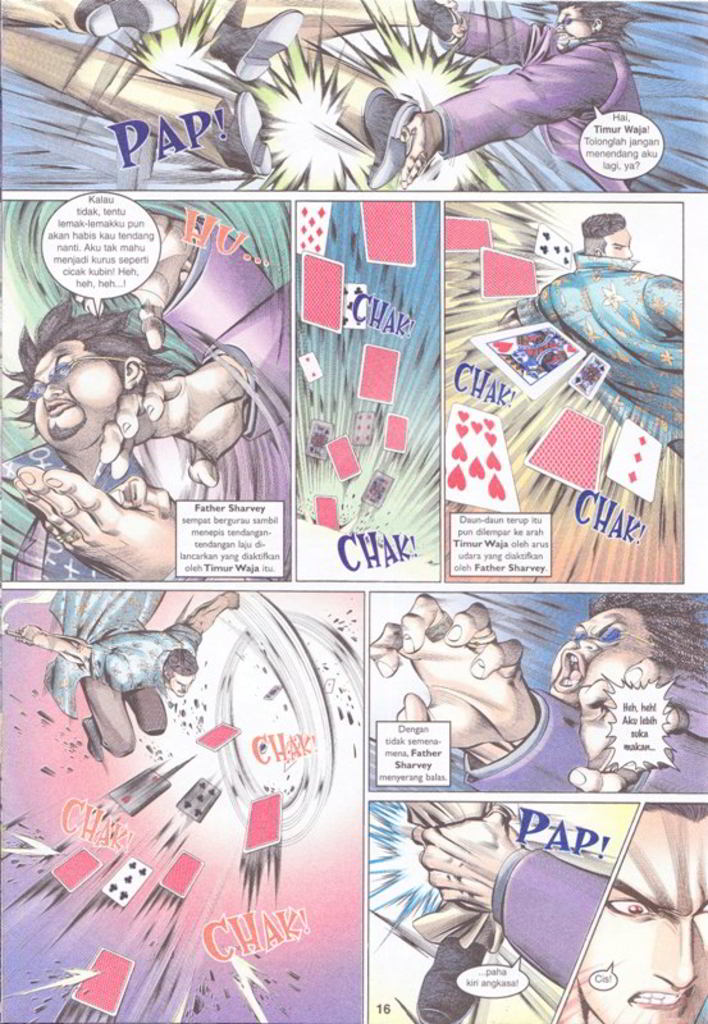 PAP!
Hai,
Timur Waja!
Tolonglah jangan
menendang aku
lagi, ya?
Kalau
tidak, tentu
lemak-lemakku pun
akan habis kau tendang
nanti. Aku tak mahu
menjadi kurus seperti
cicak kubin! Heh,
heh, heh...!
HU...
Father Sharvey
sempat bergurau sambil
menepis tendangan-
tendangan laju di-
lancarkan yang diaktifkan
oleh Timur Waja itu.
CHAK!
CHAK!
CHAK!
CHAK!
CHAK!
Daun-daun terup itu
pun dilempar ke arah
Timur Waja oleh arus
udara yang diaktifkan
oleh Father Sharvey.
CHAK!
CHAK!
CHAK!
Heh, heh!
Aku lebih
suka
makan...
Dengan
tidak semena-
mena, Father
Sharvey
menyerang balas.
PAP!
...paha
kiri angkasa!
Cis!
16